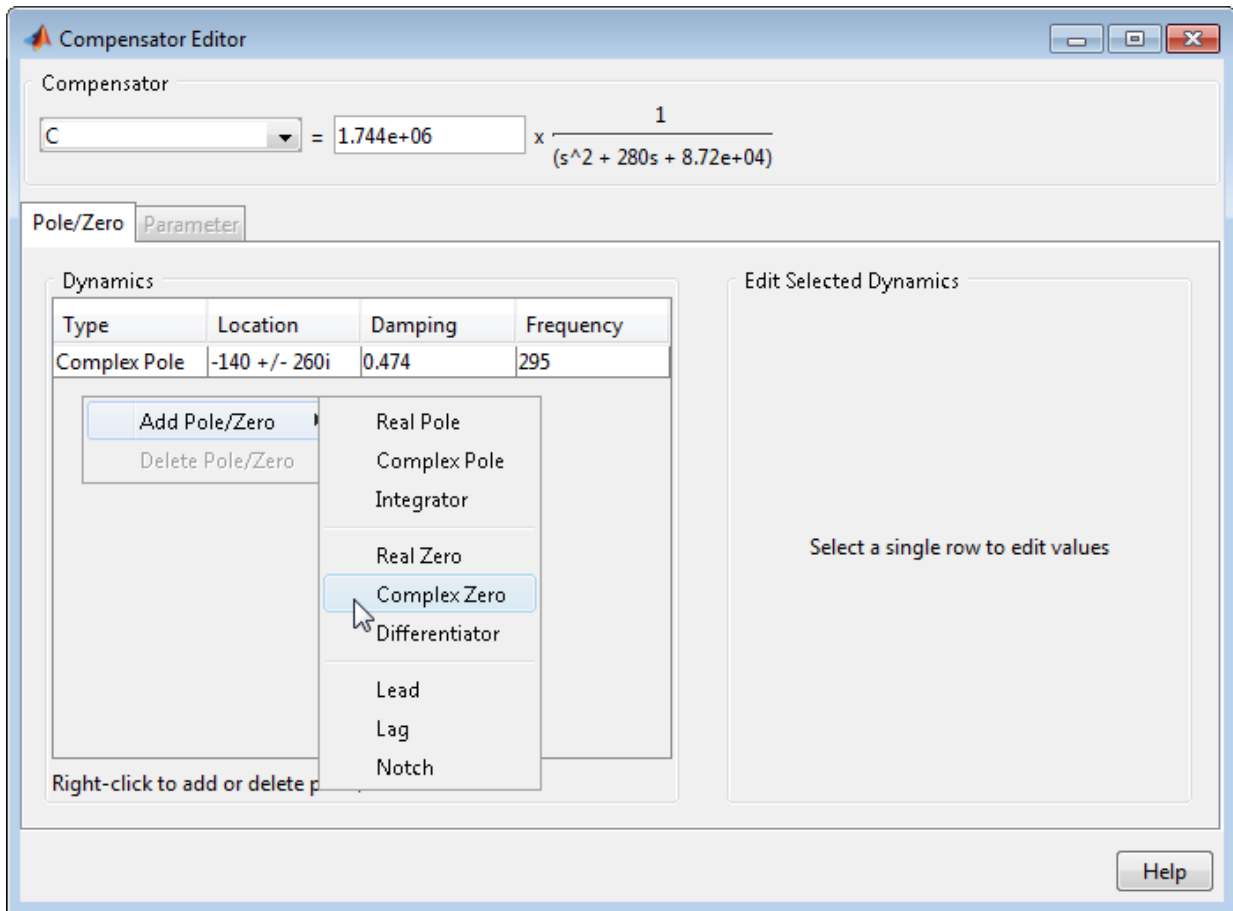 Compensator Editor
Compensator
C = 1.744e+06 x 1
(s^2 + 280s + 8.72e+04)
Pole/Zero Parameter
Dynamics
Type Location Damping Frequency
Complex Pole -140 +/- 260i 0.474 295
Add Pole/Zero
Delete Pole/Zero
Real Pole
Complex Pole
Integrator
Real Zero
Complex Zero
Differentiator
Lead
Lag
Notch
Right-click to add or delete
Edit Selected Dynamics
Select a single row to edit values
Help